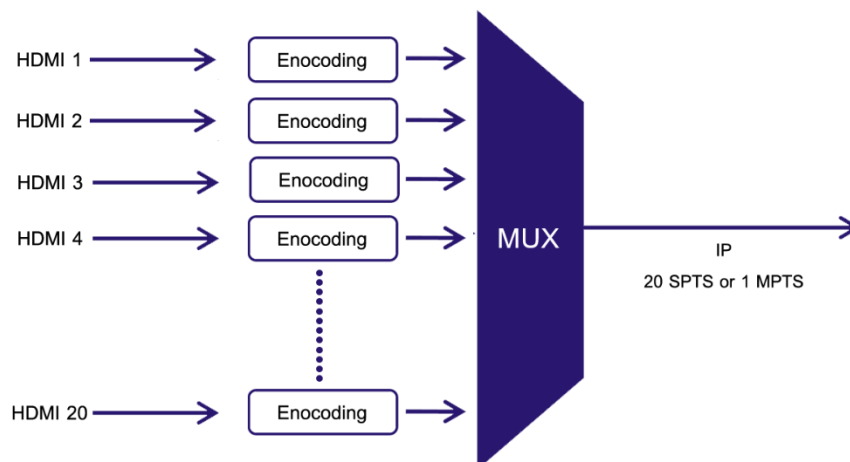 HDMI 1
Enocoding
HDMI 2
Enocoding
HDMI 3
Enocoding
HDMI 4
Enocoding
HDMI 20
Enocoding
MUX
IP
20 SPTS or 1 MPTS